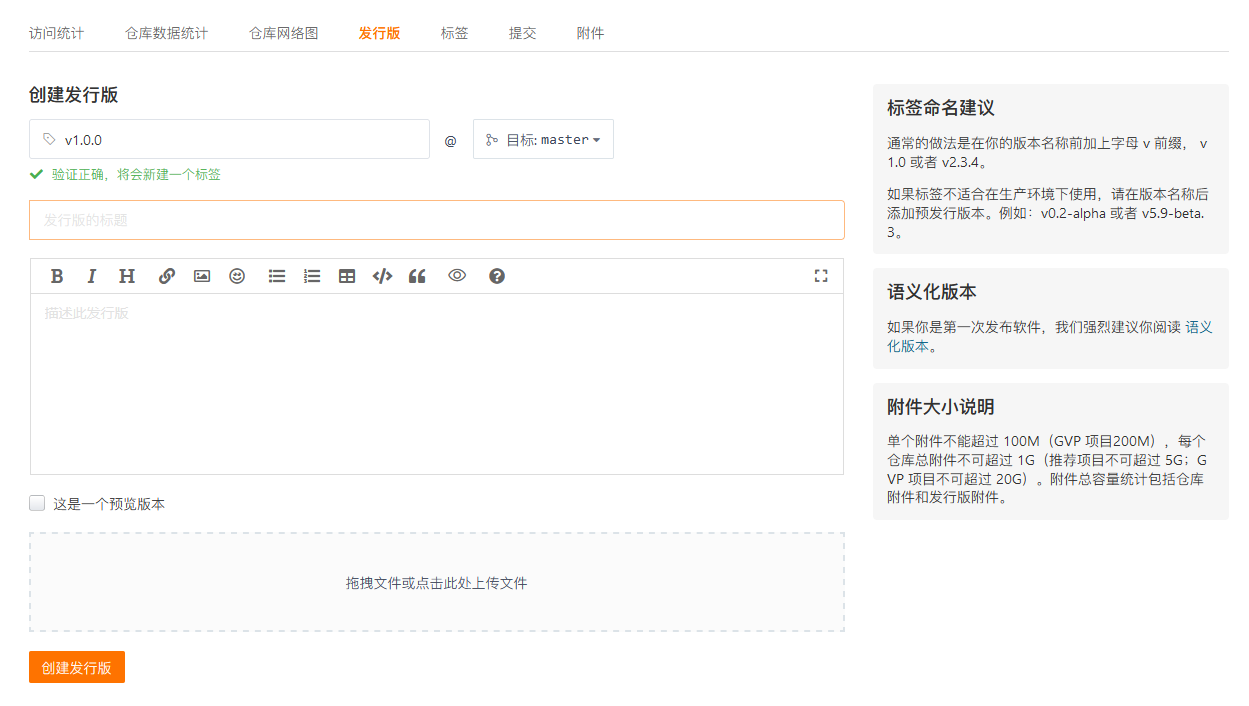 访问统计 仓库数据统计 仓库网络图 发行版 标签 提交 附件
创建发行版
v1.0.0 @ 目标: master
验证正确，将会新建一个标签
发行版的标题
B I H
描述此发行版
这是一个预览版本
拖拽文件或点击此处上传文件
创建发行版
标签命名建议
通常的做法是在你的版本名称前加上字母 v 前缀， v
1.0 或者 v2.3.4。
如果标签不适合在生产环境下使用，请在版本名称后
添加预发行版本。例如：v0.2-alpha 或者 v5.9-beta.
3。
语义化版本
如果你是第一次发布软件，我们强烈建议你阅读 语义
化版本。
附件大小说明
单个附件不能超过 100M（GVP 项目200M），每个
仓库总附件不可超过 1G（推荐项目不可超过 5G；G
VP 项目不可超过 20G）。附件总容量统计包括仓库
附件和发行版附件。